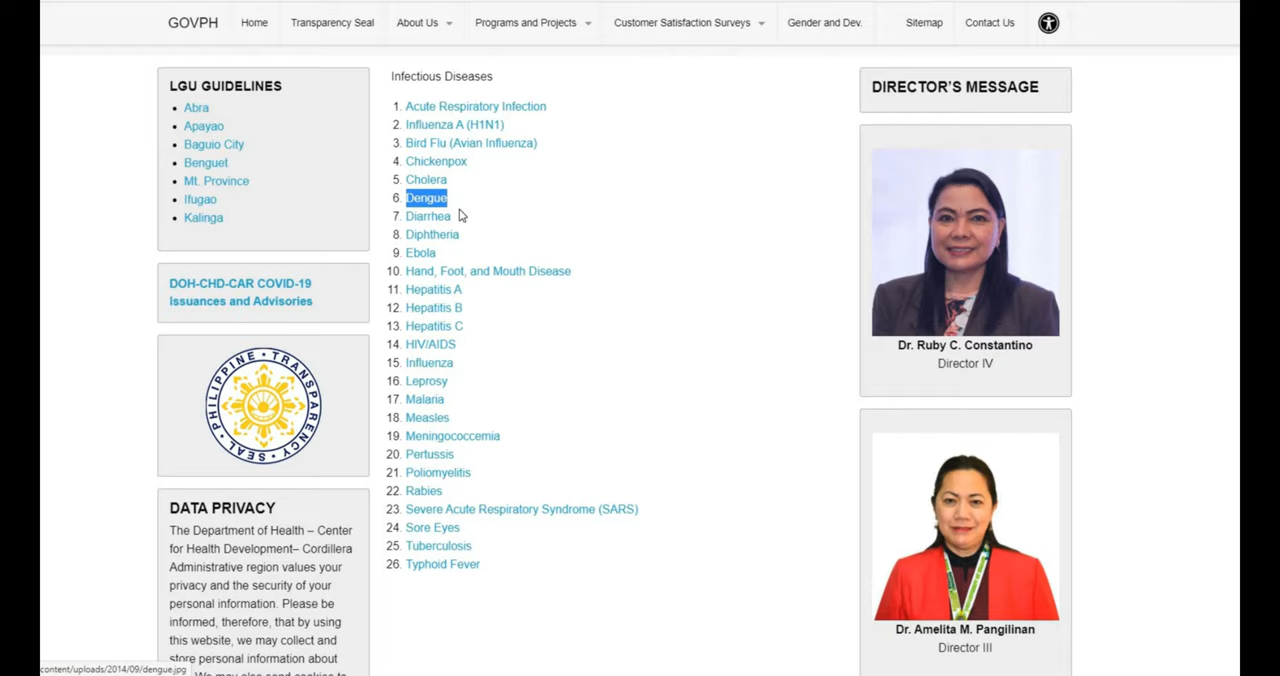 GOVPH Home Transparency Seal About Us Programs and Projects Customer Satisfaction Surveys Gender and Dev. Sitemap Contact Us
LGU GUIDELINES
Abra
Apayao
Baguio City
Benguet
Mt. Province
Ifugao
Kalinga
DOH-CHD-CAR COVID-19
Issuances and Advisories
PHILIPPINE • TRANSPARENCY SEAL •
DATA PRIVACY
The Department of Health – Center
for Health Development– Cordillera
Administrative region values your
privacy and the security of your
personal information. Please be
informed, therefore, that by using
this website, we may collect and
store personal information about
content/uploads/2014/09/dengue.jpg
Infectious Diseases
1. Acute Respiratory Infection
2. Influenza A (H1N1)
3. Bird Flu (Avian Influenza)
4. Chickenpox
5. Cholera
6. Dengue
7. Diarrhea
8. Diphtheria
9. Ebola
10. Hand, Foot, and Mouth Disease
11. Hepatitis A
12. Hepatitis B
13. Hepatitis C
14. HIV/AIDS
15. Influenza
16. Leprosy
17. Malaria
18. Measles
19. Meningococcemia
20. Pertussis
21. Poliomyelitis
22. Rabies
23. Severe Acute Respiratory Syndrome (SARS)
24. Sore Eyes
25. Tuberculosis
26. Typhoid Fever
DIRECTOR'S MESSAGE
Dr. Ruby C. Constantino
Director IV
Dr. Amelita M. Pangilinan
Director III